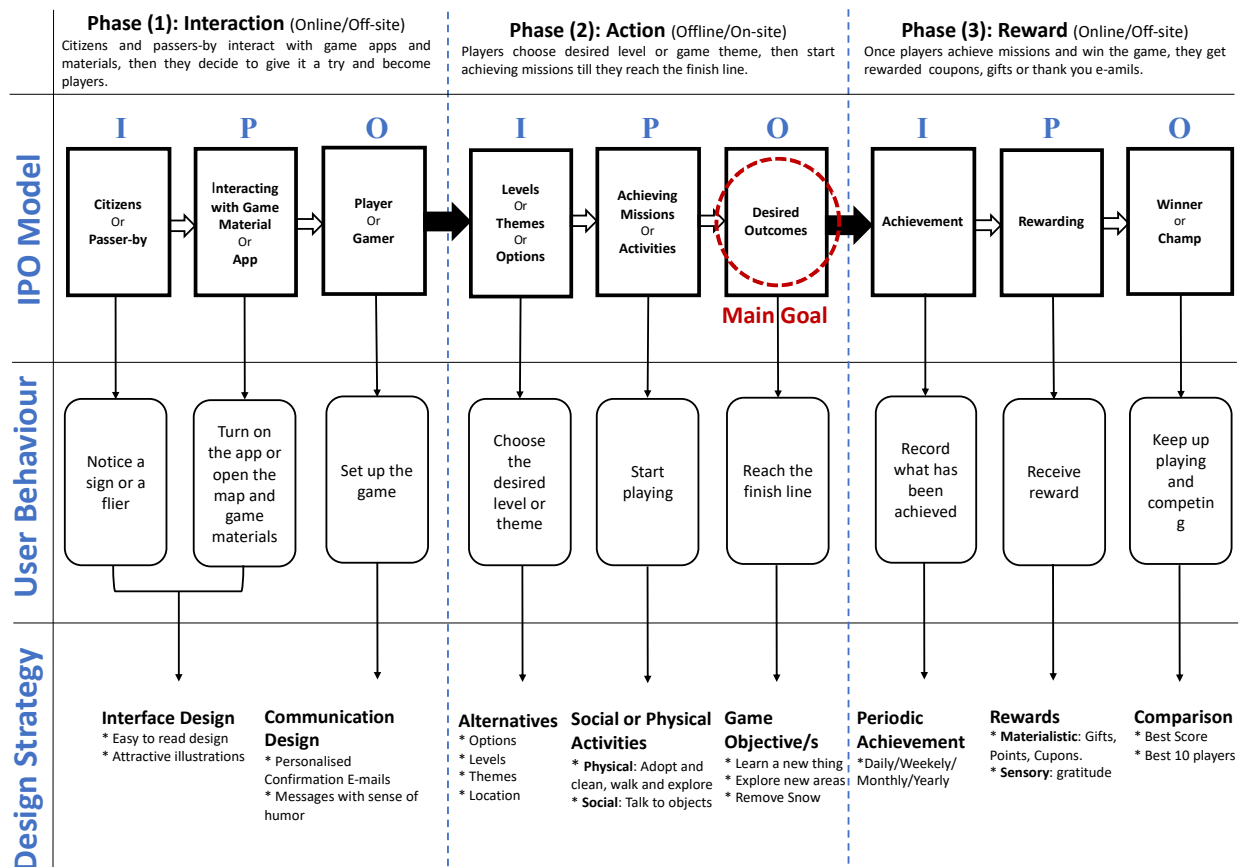 Phase (1): Interaction (Online/Off-site)
Citizens and passers-by interact with game apps and
materials, then they decide to give it a try and become
players.
Phase (2): Action (Offline/On-site)
Players choose desired level or game theme, then start
achieving missions till they reach the finish line.
Phase (3): Reward (Online/Off-site)
Once players achieve missions and win the game, they get
rewarded coupons, gifts or thank you e-amils.
IPO Model
I
P
O
I
P
O
I
P
O
Citizens
Or
Passer-by
Interacting
with Game
Material
Or
App
Player
Or
Gamer
Levels
Or
Themes
Or
Options
Achieving
Missions
Or
Activities
Desired
Outcomes
Main Goal
Achievement
Rewarding
Winner
or
Champ
User Behaviour
Notice a
sign or a
flier
Turn on
the app or
open the
map and
game
materials
Set up the
game
Choose
the
desired
level or
theme
Start
playing
Reach the
finish line
Record
what has
been
achieved
Receive
reward
Keep up
playing
and
competin
g
Design Strategy
Interface Design
* Easy to read design
* Attractive illustrations
Communication
Design
* Personalised
Confirmation E-mails
* Messages with sense of
humor
Alternatives
* Options
* Levels
* Themes
* Location
Social or Physical
Activities
* Physical: Adopt and
clean, walk and explore
* Social: Talk to objects
Game
Objective/s
* Learn a new thing
* Explore new areas
* Remove Snow
Periodic
Achievement
*Daily/Weekely/
Monthly/Yearly
Rewards
* Materialistic: Gifts,
Points, Cupons.
* Sensory: gratitude
Comparison
* Best Score
* Best 10 players